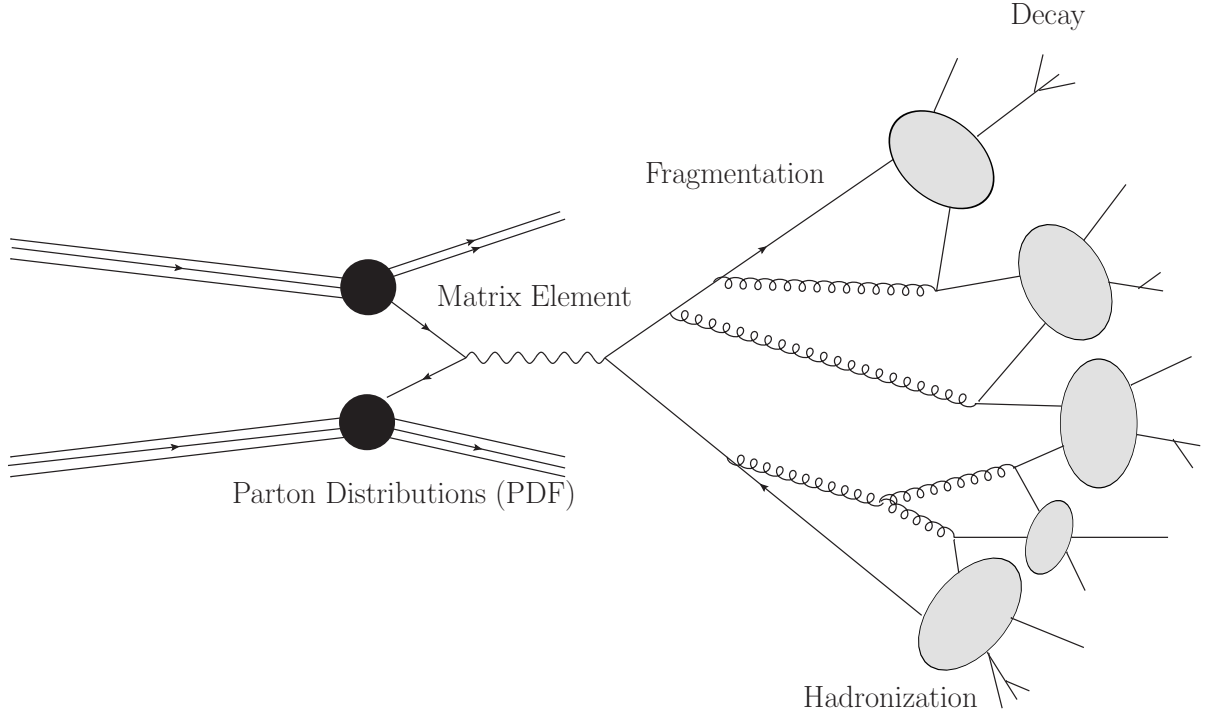 Decay
Fragmentation
Matrix Element
Parton Distributions (PDF)
Hadronization